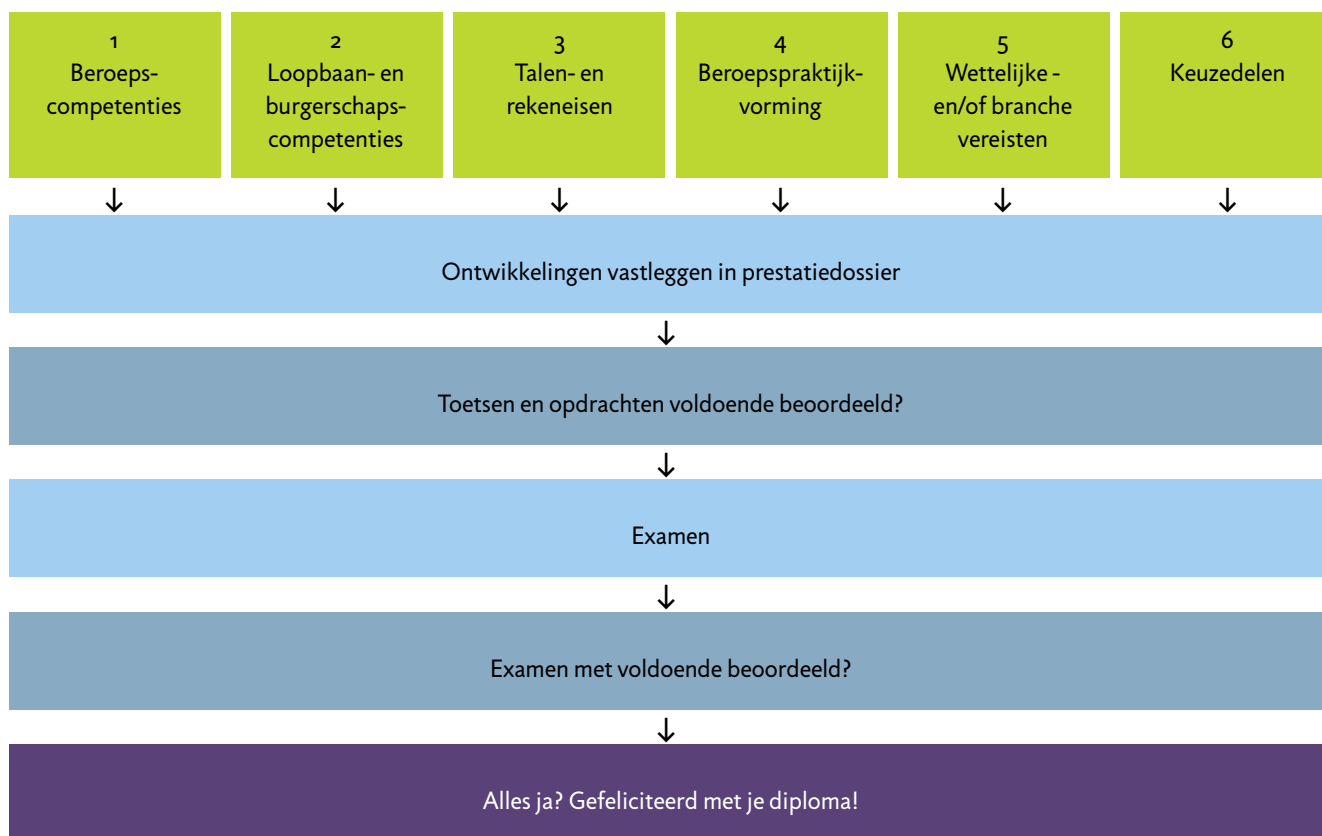 1
Beroeps-
competenties
2
Loopbaan- en
burgerschaps-
competenties
3
Talen- en
rekeneisen
4
Beroepspraktijk-
vorming
5
Wettelijke -
en/of branche
vereisten
6
Keuzedelen
↓ ↓ ↓ ↓ ↓ ↓
Ontwikkelingen vastleggen in prestatiedossier
↓
Toetsen en opdrachten voldoende beoordeeld?
↓
Examen
↓
Examen met voldoende beoordeeld?
↓
Alles ja? Gefeliciteerd met je diploma!